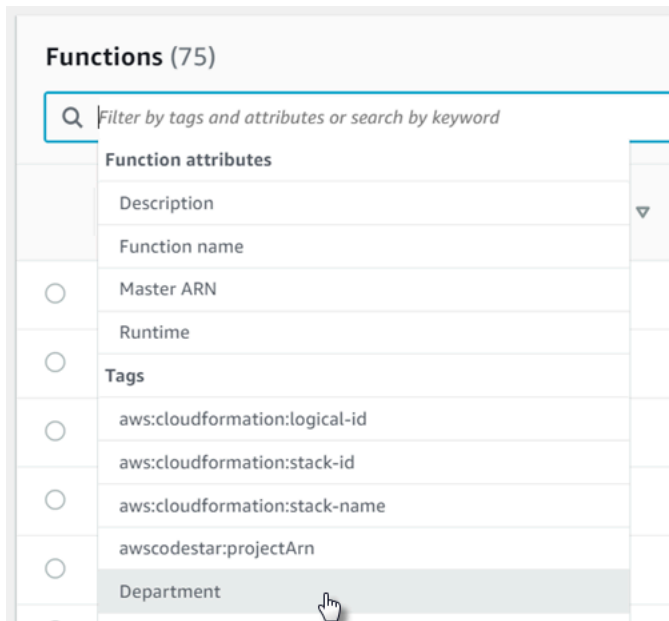 Functions (75)
Filter by tags and attributes or search by keyword
Function attributes
Description
Function name
Master ARN
Runtime
Tags
aws:cloudformation:logical-id
aws:cloudformation:stack-id
aws:cloudformation:stack-name
awscodestar:projectArn
Department